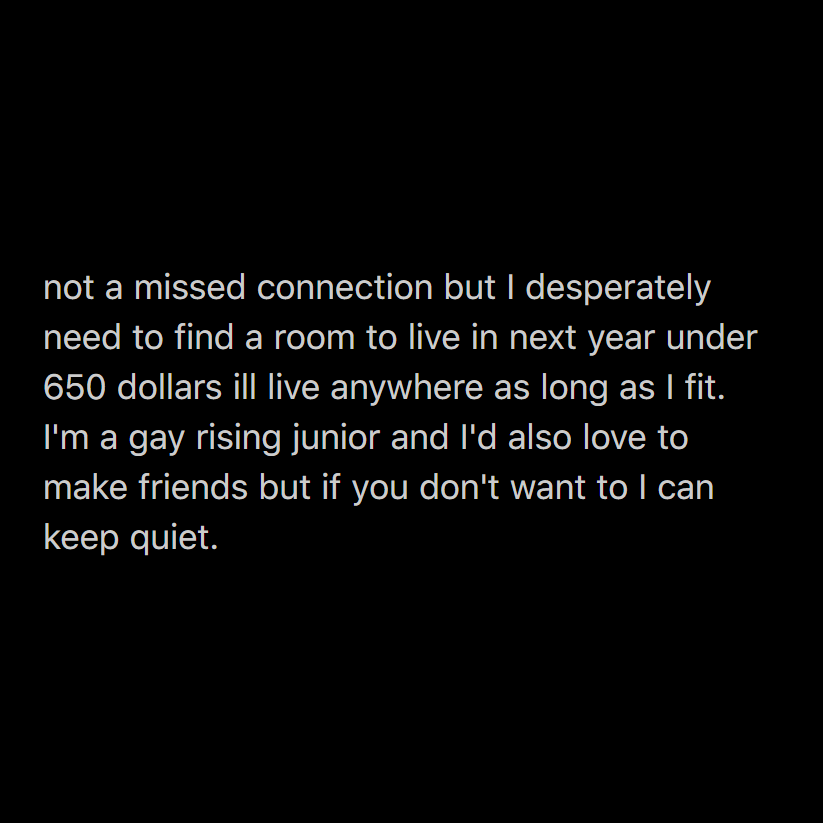 not a missed connection but I desperately
need to find a room to live in next year under
650 dollars ill live anywhere as long as I fit.
I'm a gay rising junior and I'd also love to
make friends but if you don't want to I can
keep quiet.